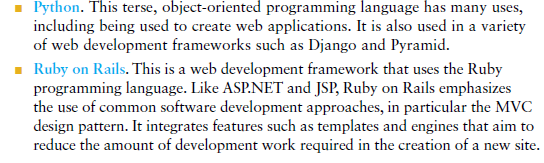 ■ Python. This terse, object-oriented programming language has many uses,
including being used to create web applications. It is also used in a variety
of web development frameworks such as Django and Pyramid.
■ Ruby on Rails. This is a web development framework that uses the Ruby
programming language. Like ASP.NET and JSP, Ruby on Rails emphasizes
the use of common software development approaches, in particular the MVC
design pattern. It integrates features such as templates and engines that aim to
reduce the amount of development work required in the creation of a new site.